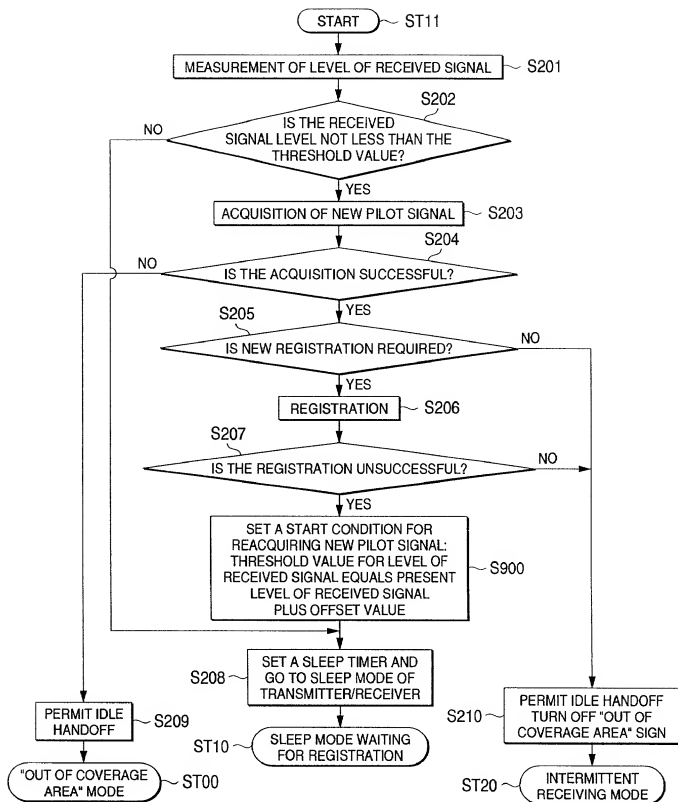 START
ST11
MEASUREMENT OF LEVEL OF RECEIVED SIGNAL
S201
S202
NO
IS THE RECEIVED
SIGNAL LEVEL NOT LESS THAN THE
THRESHOLD VALUE?
YES
ACQUISITION OF NEW PILOT SIGNAL
S203
S204
NO
IS THE ACQUISITION SUCCESSFUL?
YES
S205
NO
IS NEW REGISTRATION REQUIRED?
YES
REGISTRATION
S206
S207
NO
IS THE REGISTRATION UNSUCCESSFUL?
YES
SET A START CONDITION FOR
REACQUIRING NEW PILOT SIGNAL:
THRESHOLD VALUE FOR LEVEL OF
RECEIVED SIGNAL EQUALS PRESENT
LEVEL OF RECEIVED SIGNAL
PLUS OFFSET VALUE
S900
S208
SET A SLEEP TIMER AND
GO TO SLEEP MODE OF
TRANSMITTER/RECEIVER
PERMIT IDLE
HANDOFF
S209
S210
PERMIT IDLE HANDOFF
TURN OFF "OUT OF
COVERAGE AREA" SIGN
ST10
SLEEP MODE WAITING
FOR REGISTRATION
"OUT OF COVERAGE
AREA" MODE
ST00
ST20
INTERMITTENT
RECEIVING MODE